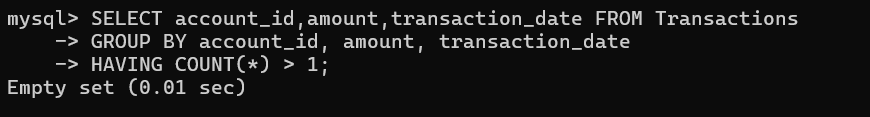 mysql> SELECT account_id,amount,transaction_date FROM Transactions
    -> GROUP BY account_id, amount, transaction_date
    -> HAVING COUNT(*) > 1;
Empty set (0.01 sec)